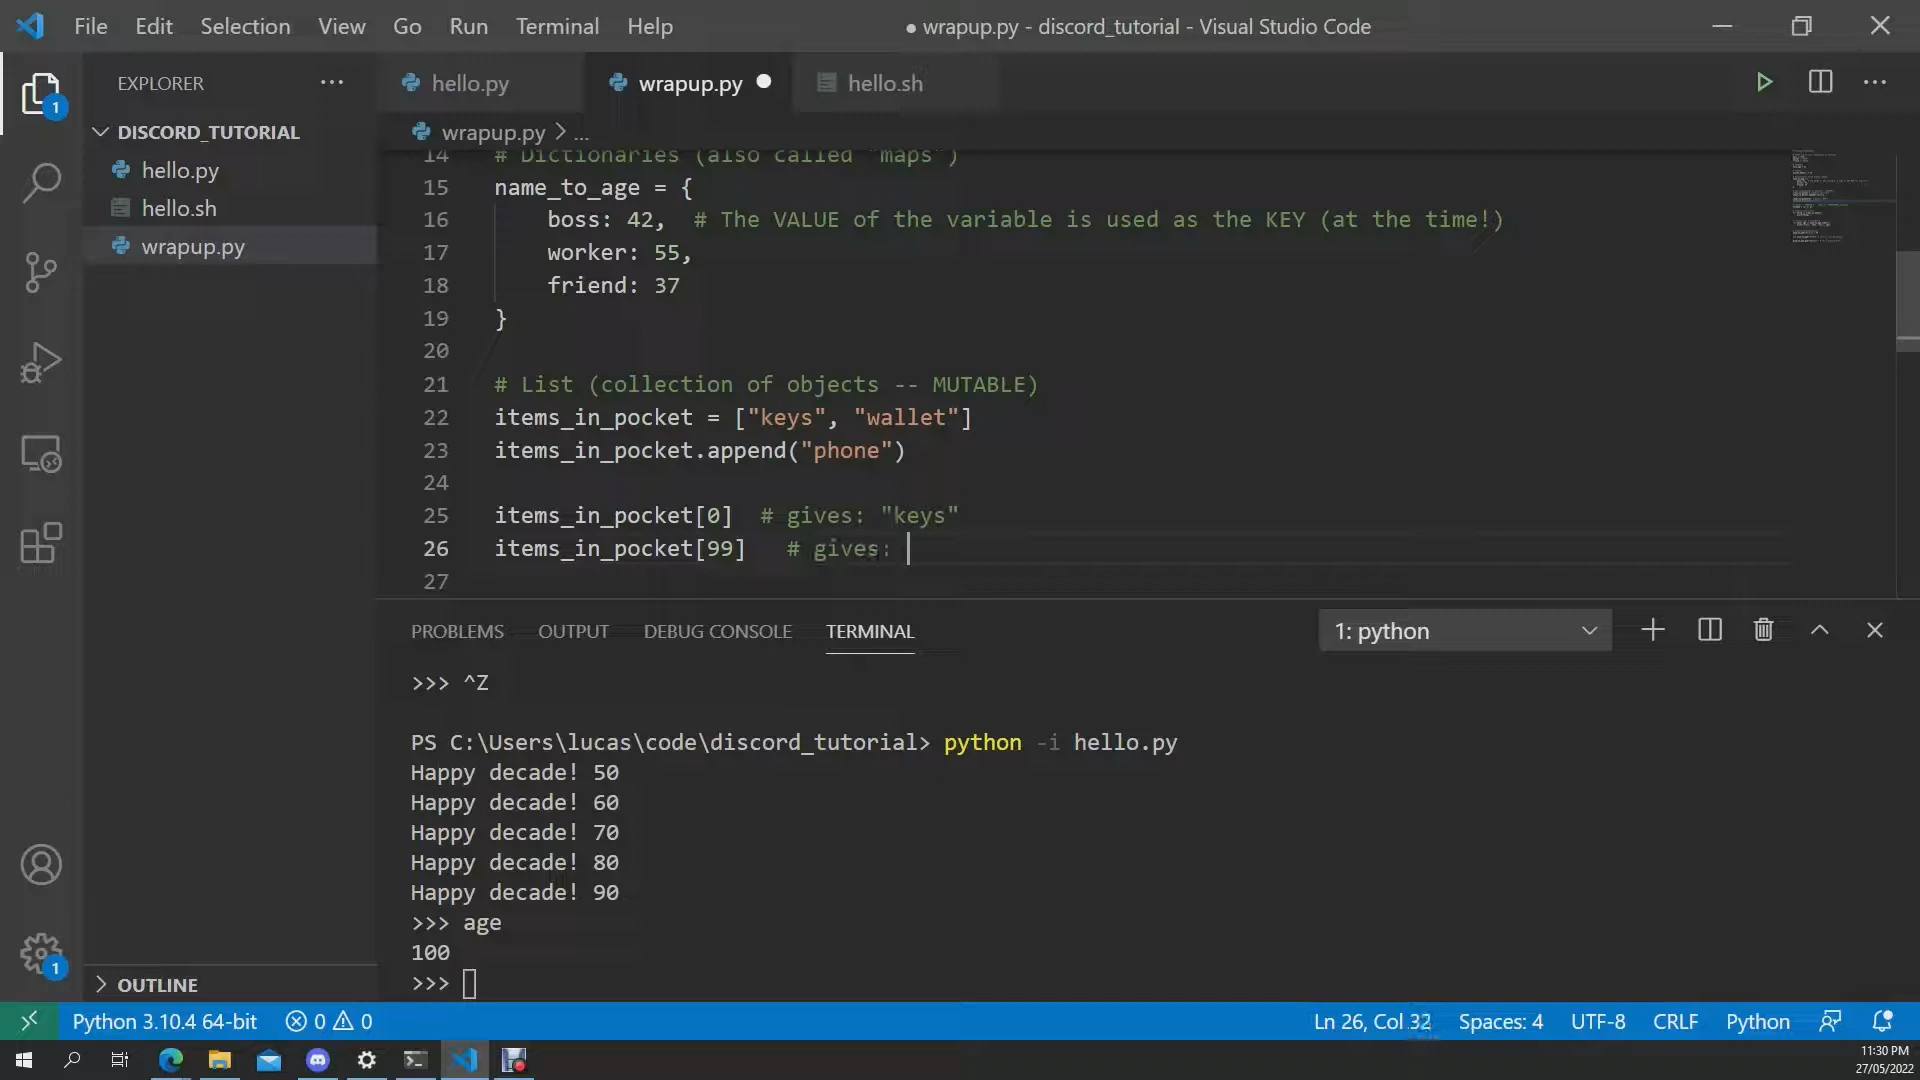 File Edit Selection View Go Run Terminal Help
● wrapup.py - discord_tutorial - Visual Studio Code
EXPLORER
DISCORD_TUTORIAL
hello.py
hello.sh
wrapup.py
OUTLINE
hello.py
wrapup.py
hello.sh
wrapup.py > ...
14 # Dictionaries (also called "maps")
15 name_to_age = {
16 boss: 42, # The VALUE of the variable is used as the KEY (at the time!)
17 worker: 55,
18 friend: 37
19 }
20
21 # List (collection of objects -- MUTABLE)
22 items_in_pocket = ["keys", "wallet"]
23 items_in_pocket.append("phone")
24
25 items_in_pocket[0] # gives: "keys"
26 items_in_pocket[99] # gives:
27
PROBLEMS OUTPUT DEBUG CONSOLE TERMINAL
1: python
>>> ^Z
PS C:\Users\lucas\code\discord_tutorial> python -i hello.py
Happy decade! 50
Happy decade! 60
Happy decade! 70
Happy decade! 80
Happy decade! 90
>>> age
100
>>>
1
1
Python 3.10.4 64-bit 0 0
Ln 26, Col 32 Spaces: 4 UTF-8 CRLF Python
11:30 PM
27/05/2022